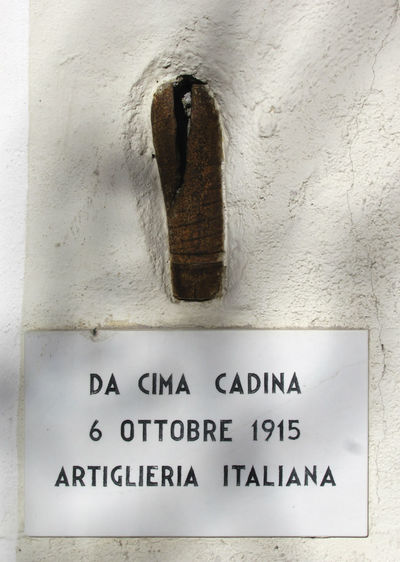 DA CIMA CADINA
6 OTTOBRE 1915
ARTIGLIERIA ITALIANA